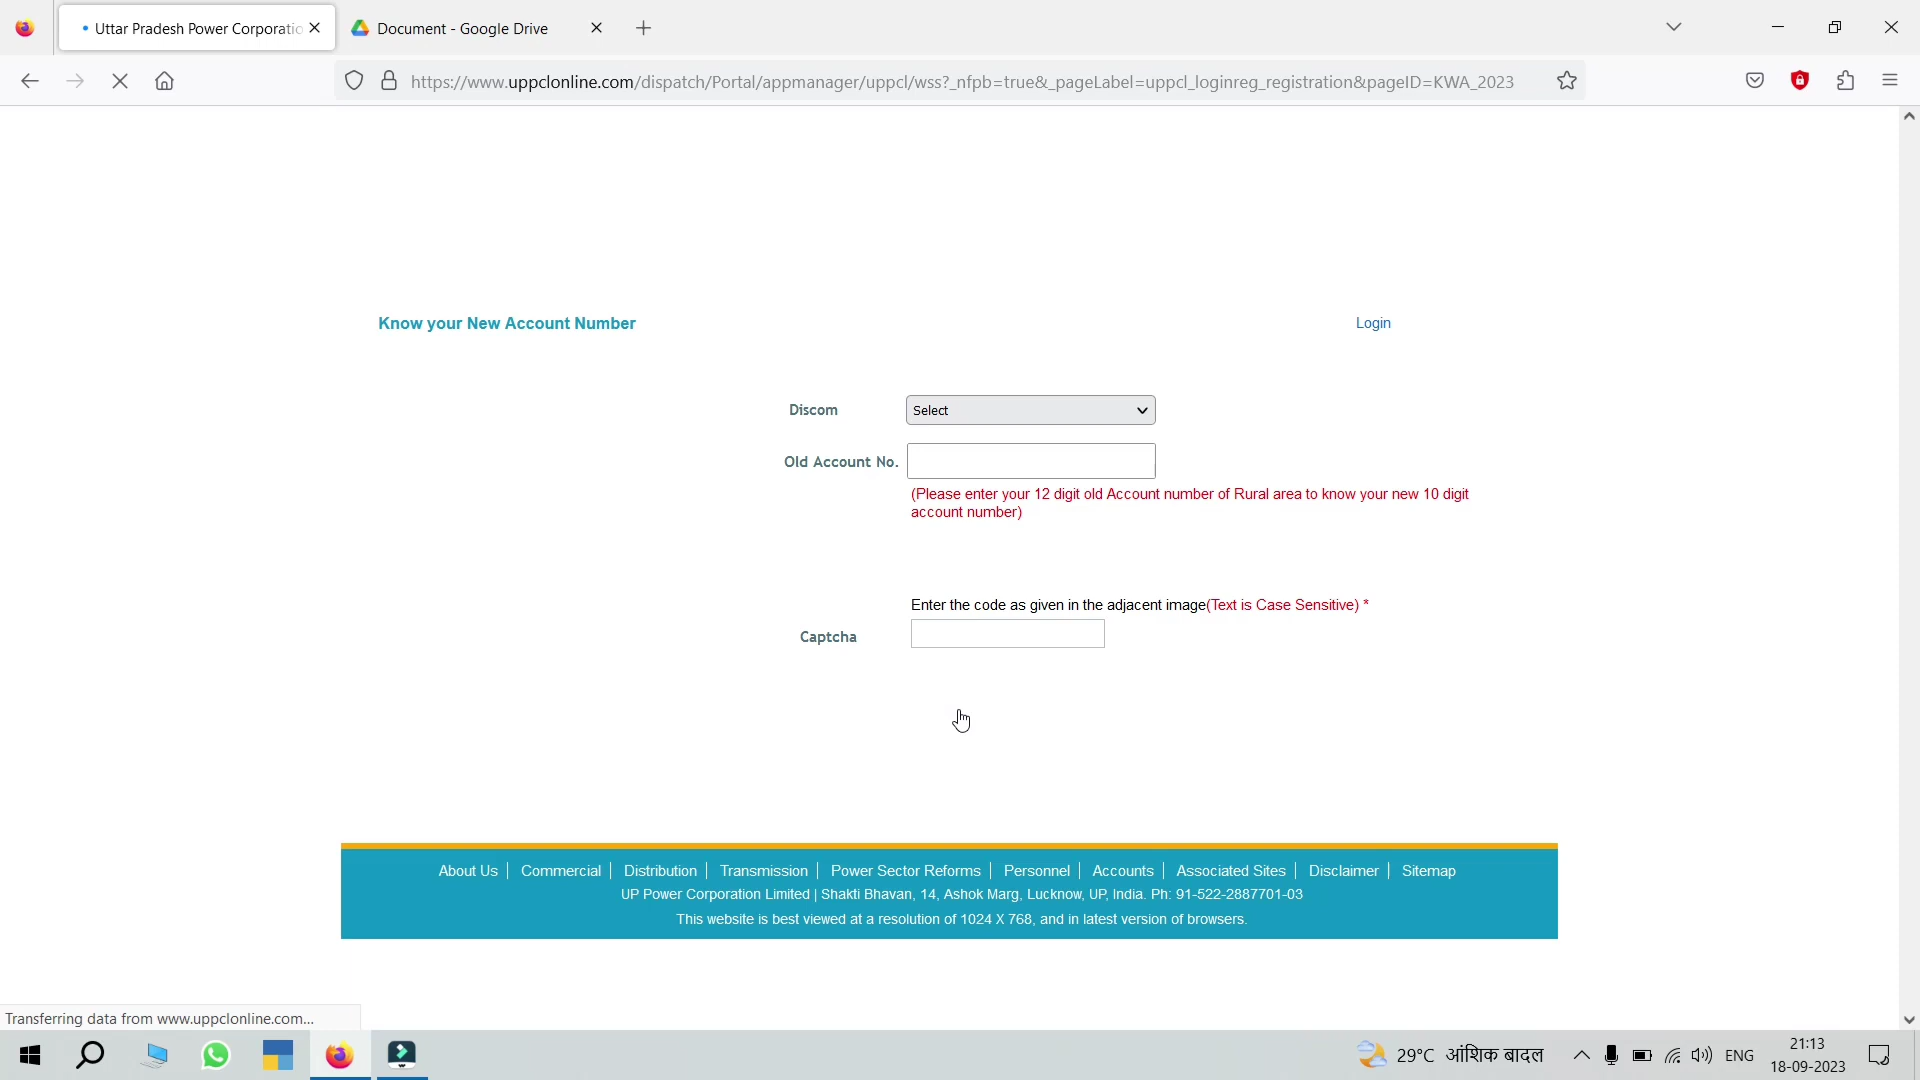 Uttar Pradesh Power Corporatio
Document - Google Drive
https://www.uppclonline.com/dispatch/Portal/appmanager/uppcl/wss?_nfpb=true&_pageLabel=uppcl_loginreg_registration&pageID=KWA_2023
Know your New Account Number
Login
Discom
Select
Old Account No.
(Please enter your 12 digit old Account number of Rural area to know your new 10 digit
account number)
Enter the code as given in the adjacent image(Text is Case Sensitive) *
Captcha
About Us | Commercial | Distribution | Transmission | Power Sector Reforms | Personnel | Accounts | Associated Sites | Disclaimer | Sitemap
UP Power Corporation Limited | Shakti Bhavan, 14, Ashok Marg, Lucknow, UP, India. Ph: 91-522-2887701-03
This website is best viewed at a resolution of 1024 X 768, and in latest version of browsers.
Transferring data from www.uppclonline.com...
29°C आंशिक बादल
ENG
21:13
18-09-2023